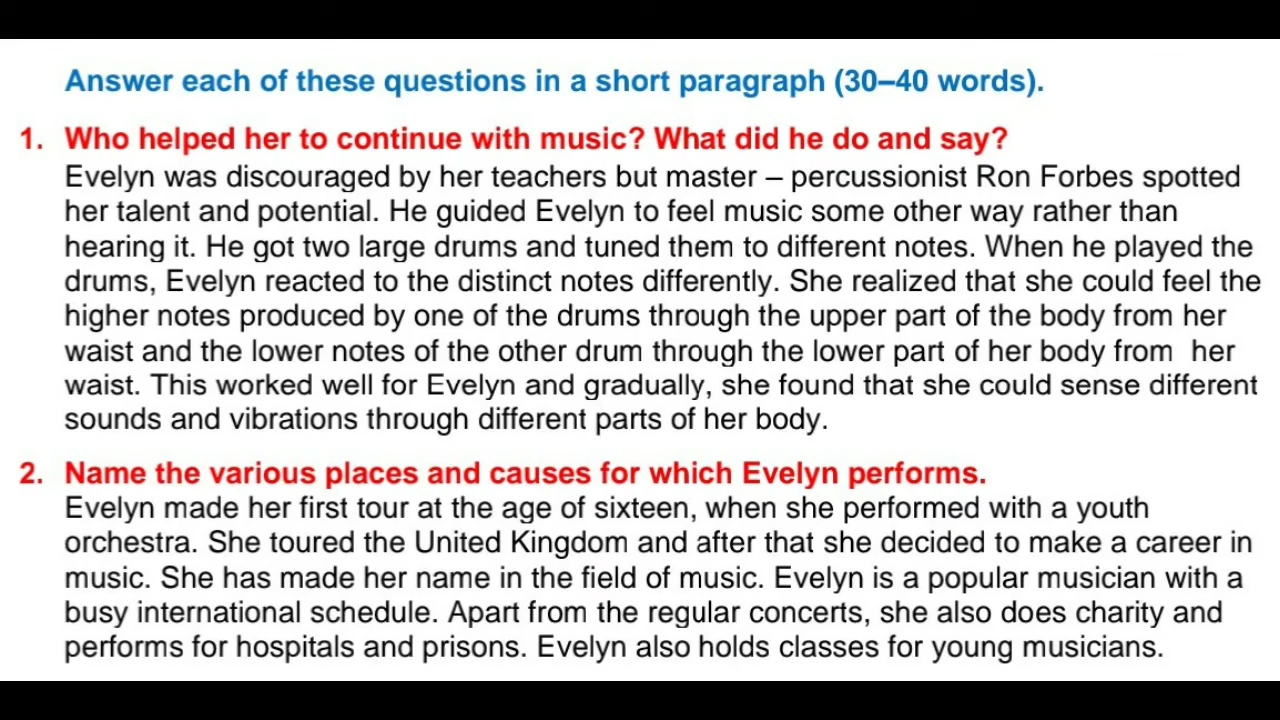 Answer each of these questions in a short paragraph (30–40 words).
1. Who helped her to continue with music? What did he do and say?
Evelyn was discouraged by her teachers but master – percussionist Ron Forbes spotted
her talent and potential. He guided Evelyn to feel music some other way rather than
hearing it. He got two large drums and tuned them to different notes. When he played the
drums, Evelyn reacted to the distinct notes differently. She realized that she could feel the
higher notes produced by one of the drums through the upper part of the body from her
waist and the lower notes of the other drum through the lower part of her body from her
waist. This worked well for Evelyn and gradually, she found that she could sense different
sounds and vibrations through different parts of her body.
2. Name the various places and causes for which Evelyn performs.
Evelyn made her first tour at the age of sixteen, when she performed with a youth
orchestra. She toured the United Kingdom and after that she decided to make a career in
music. She has made her name in the field of music. Evelyn is a popular musician with a
busy international schedule. Apart from the regular concerts, she also does charity and
performs for hospitals and prisons. Evelyn also holds classes for young musicians.